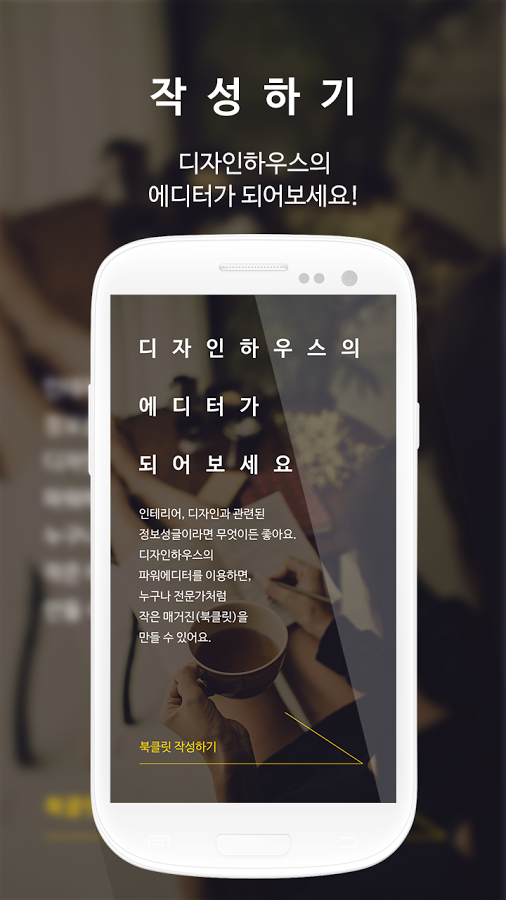 작성하기
디자인하우스의
에디터가 되어보세요!
디자인하우스의
에디터가
되어보세요
인테리어, 디자인과 관련된
정보성글이라면 무엇이든 좋아요.
디자인하우스의
파워에디터를 이용하면,
누구나 전문가처럼
작은 매거진(북클릿)을
만들 수 있어요.
북클릿 작성하기